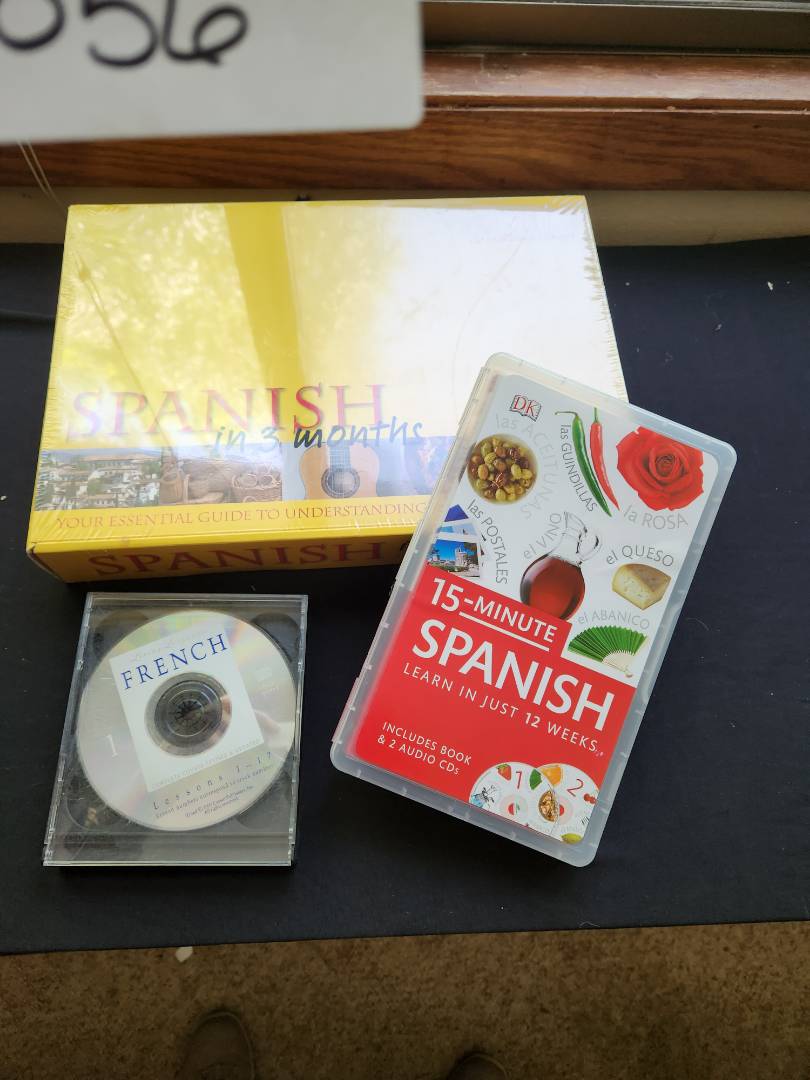 056
SPANISH
in 3 months
YOUR ESSENTIAL GUIDE TO UNDERSTANDING
SPANISH
DK
las ACEITUNAS
las GUINDILLAS
la ROSA
las POSTALES
el VINO
el QUESO
el ABANICO
15-MINUTE
SPANISH
LEARN IN JUST 12 WEEKS
INCLUDES BOOK
& 2 AUDIO CDs
1
2
FRENCH
1
Lessons 1-17